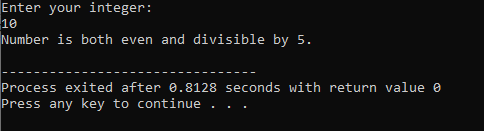 Enter your integer:
10
Number is both even and divisible by 5.
--------------------------------
Process exited after 0.8128 seconds with return value 0
Press any key to continue . . .